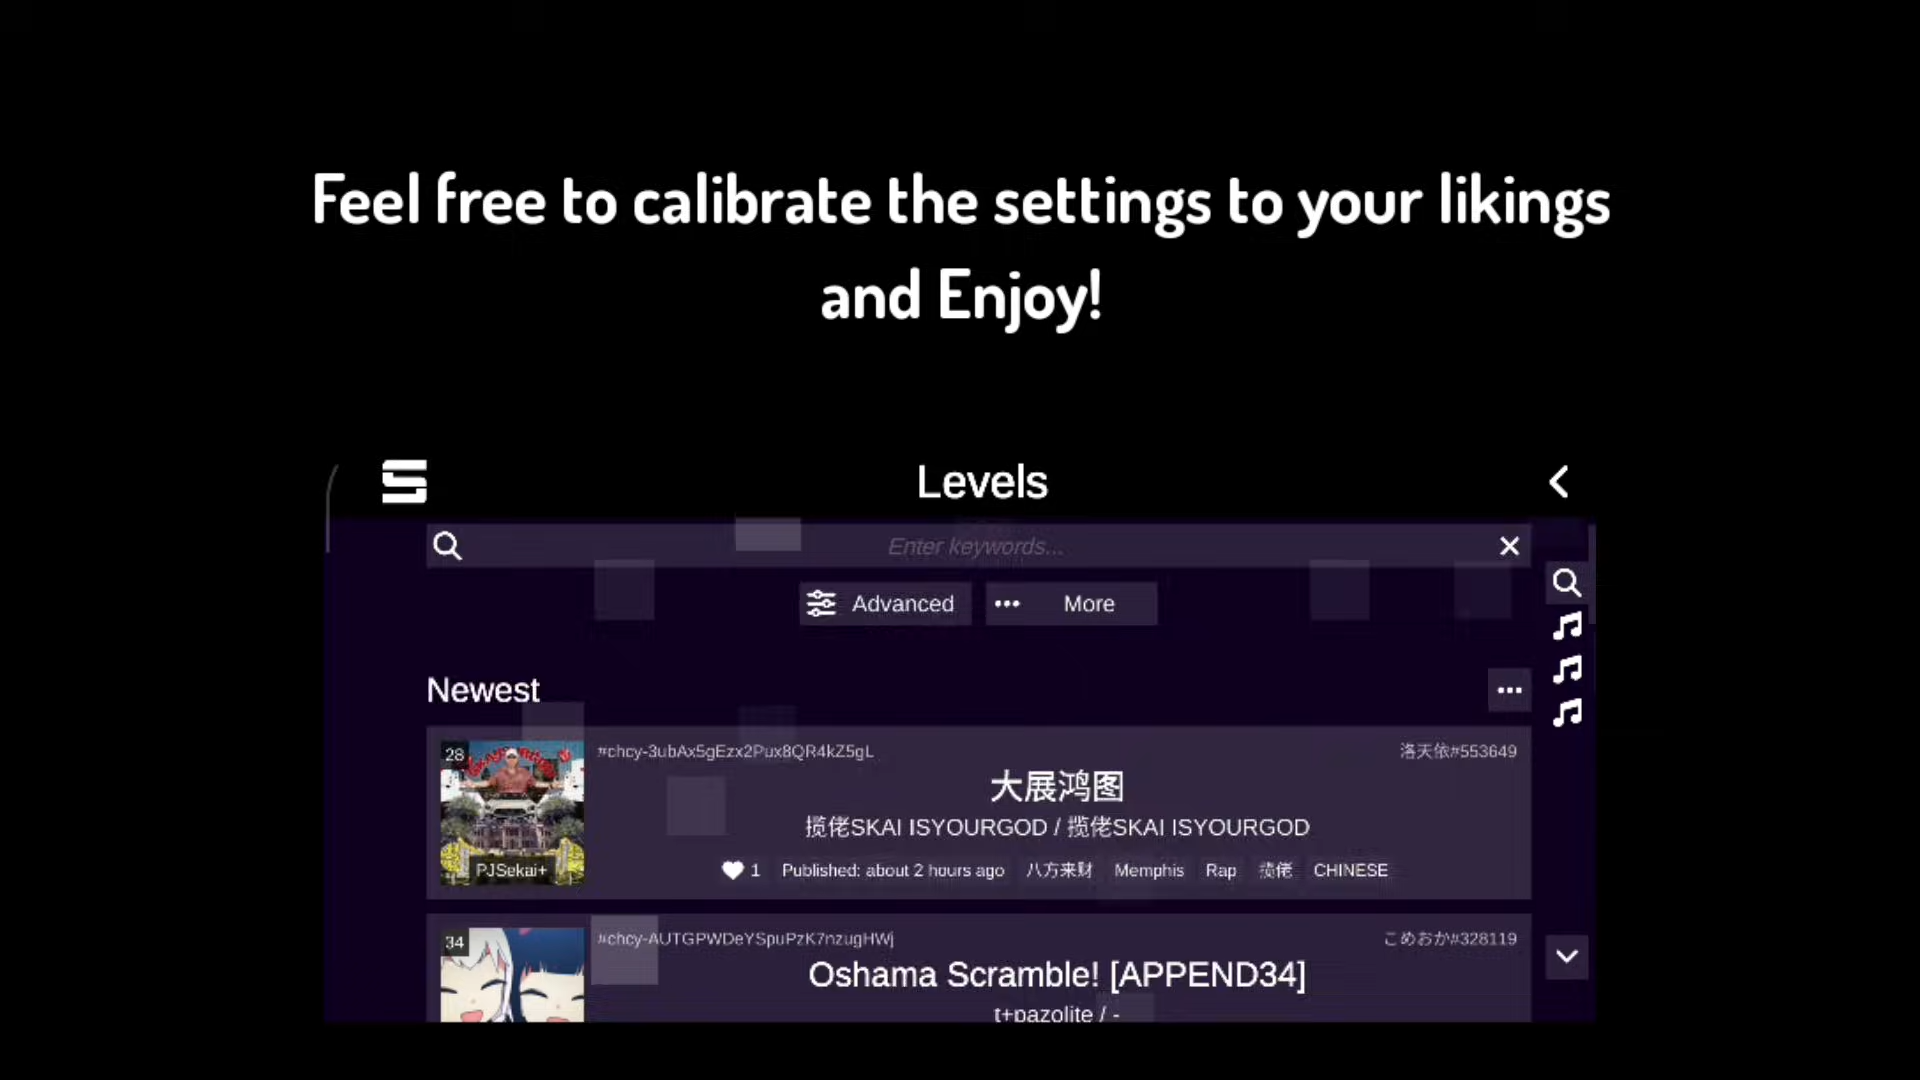 Feel free to calibrate the settings to your likings
and Enjoy!
Levels
Enter keywords...
Advanced
More
Newest
28
#chcy-3ubAx5gEzx2Pux8QR4kZ5gL
洛天依#553649
大展鸿图
揽佬SKAI ISYOURGOD / 揽佬SKAI ISYOURGOD
PJSekai+
1 Published: about 2 hours ago 八方来财 Memphis Rap 揽佬 CHINESE
34
#chcy-AUTGPWDeYSpuPzK7nzugHWj
こめおか#328119
Oshama Scramble! [APPEND34]
t+pazolite / -